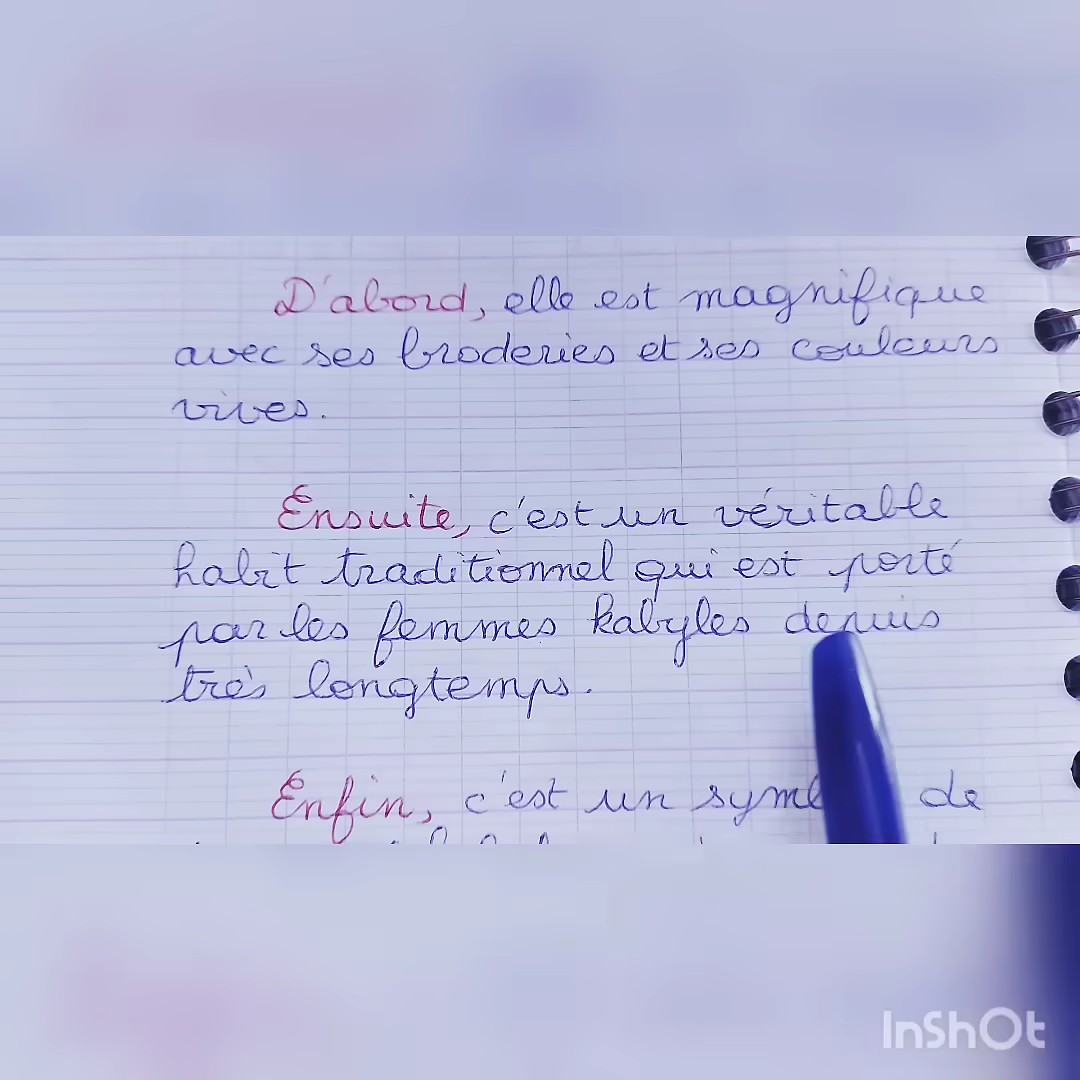 D'abord, elle est magnifique
avec ses broderies et ses couleurs
vives.
Ensuite, c'est un véritable
habit traditionnel qui est porté
par les femmes kabyles depuis
très longtemps.
Enfin, c'est un de
InShOt